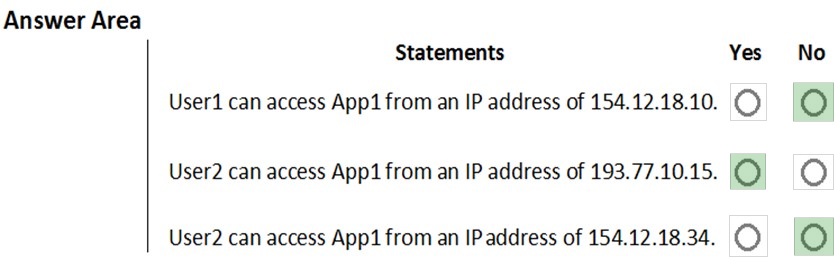 Answer Area
Statements Yes No
User1 can access App1 from an IP address of 154.12.18.10.
User2 can access App1 from an IP address of 193.77.10.15.
User2 can access App1 from an IP address of 154.12.18.34.